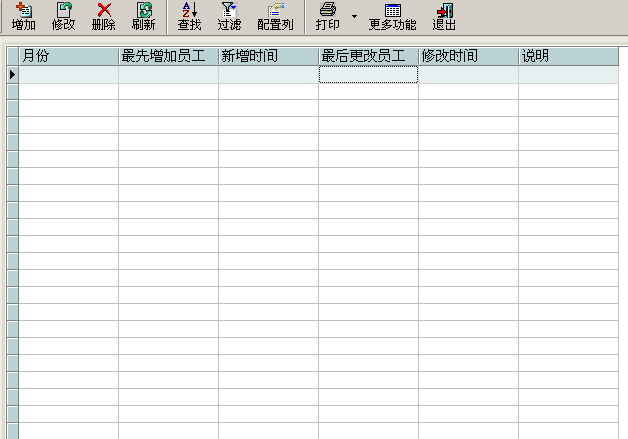 增加 修改 删除 刷新 查找 过滤 配置列 打印 更多功能 退出
月份 最先增加员工 新增时间 最后更改员工 修改时间 说明